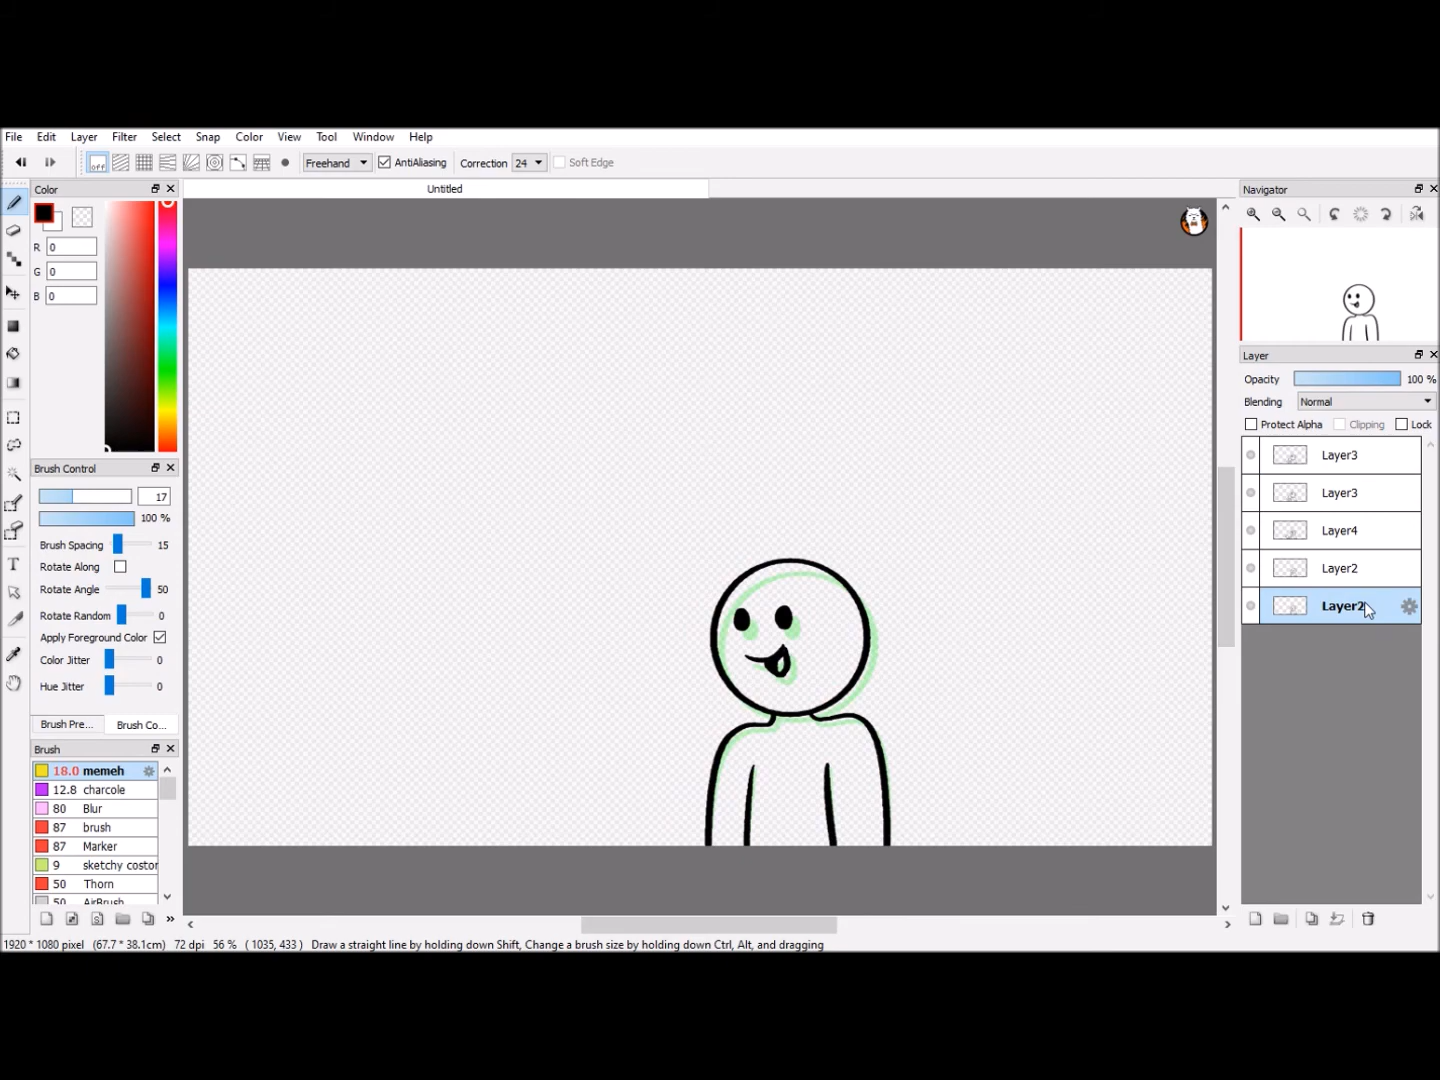 File Edit Layer Filter Select Snap Color View Tool Window Help
off Freehand AntiAliasing Correction 24 Soft Edge
Color
Untitled
Navigator
R 0
G 0
B 0
Layer
Opacity 100 %
Blending Normal
Protect Alpha Clipping Lock
Layer3
Layer3
Layer4
Layer2
Layer2
Brush Control
17
100 %
Brush Spacing 15
Rotate Along
Rotate Angle 50
Rotate Random 0
Apply Foreground Color
Color Jitter 0
Hue Jitter 0
Brush Pre... Brush Co...
Brush
18.0 memeh
12.8 charcole
80 Blur
87 brush
87 Marker
9 sketchy costor
50 Thorn
50 AirBrush
1920 * 1080 pixel (67.7 * 38.1cm) 72 dpi 56 % ( 1035, 433 ) Draw a straight line by holding down Shift, Change a brush size by holding down Ctrl, Alt, and dragging